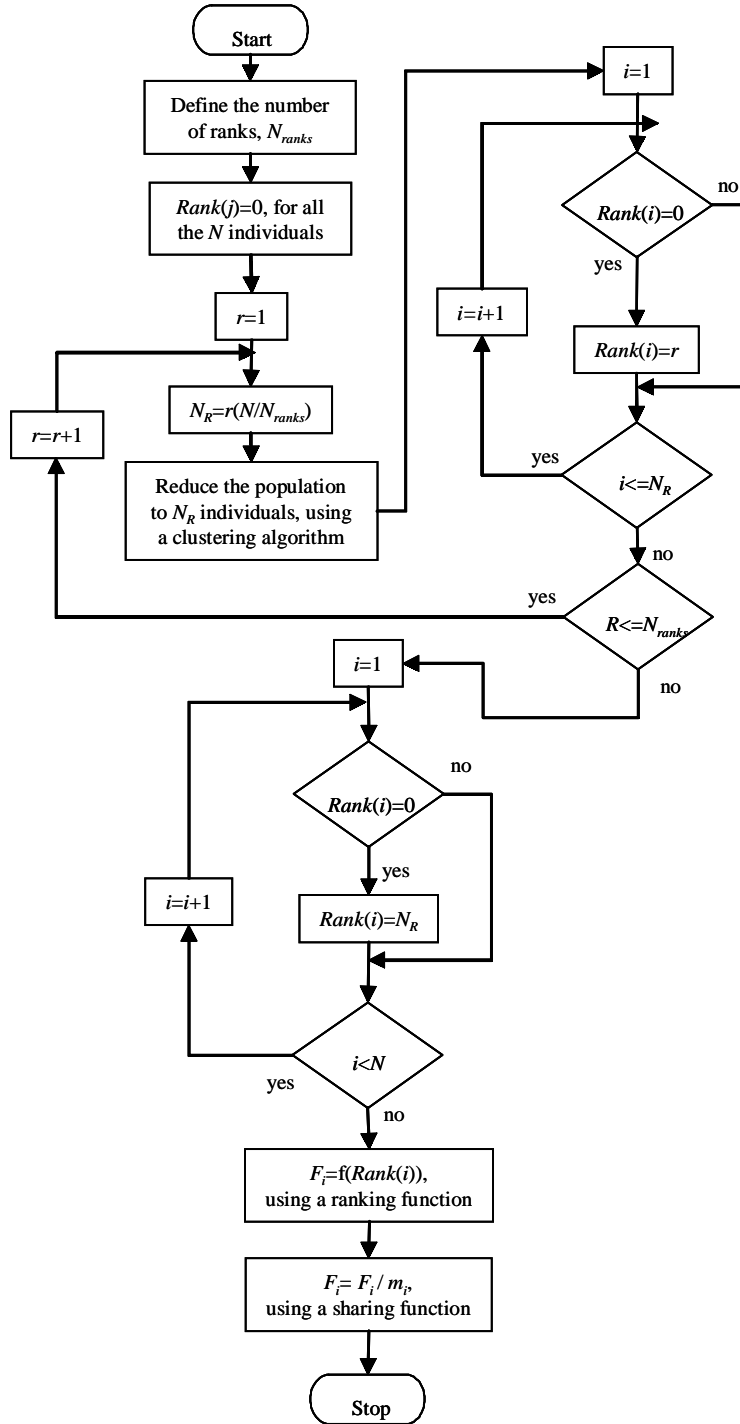 Start
Define the number
of ranks, N_ranks
Rank(j)=0, for all
the N individuals
r=1
N_R=r(N/N_ranks)
r=r+1
Reduce the population
to N_R individuals, using
a clustering algorithm
i=1
Rank(i)=0
no
yes
i=i+1
Rank(i)=r
yes
i<=N_R
no
yes
R<=N_ranks
no
i=1
no
Rank(i)=0
yes
i=i+1
Rank(i)=N_R
i<N
yes
no
F_i=f(Rank(i)),
using a ranking function
F_i= F_i / m_i,
using a sharing function
Stop